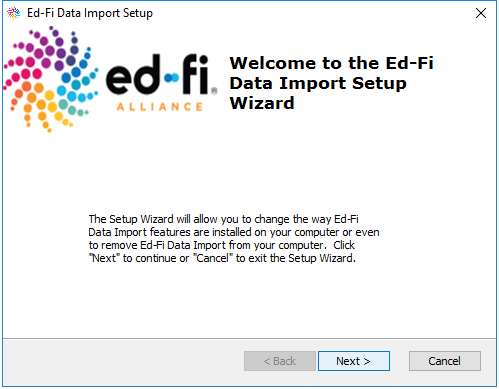 Ed-Fi Data Import Setup
ed-fi®
ALLIANCE
Welcome to the Ed-Fi
Data Import Setup
Wizard
The Setup Wizard will allow you to change the way Ed-Fi
Data Import features are installed on your computer or even
to remove Ed-Fi Data Import from your computer.  Click
"Next" to continue or "Cancel" to exit the Setup Wizard.
< Back
Next >
Cancel